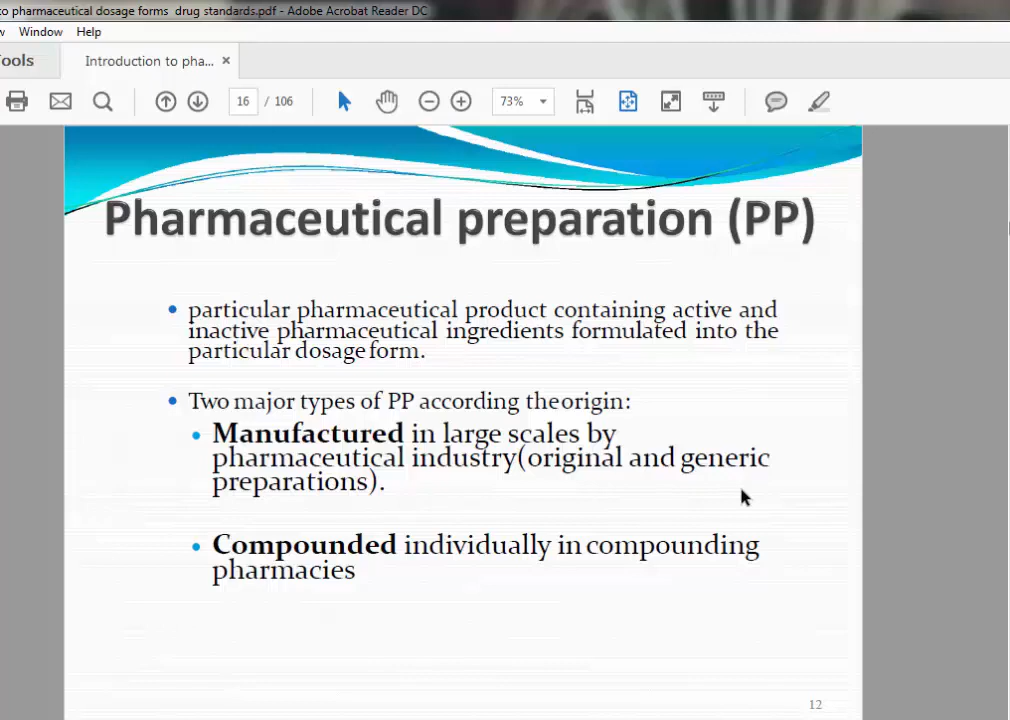 to pharmaceutical dosage forms drug standards.pdf - Adobe Acrobat Reader DC
w Window Help
ools Introduction to pha... ×
16 / 106 73%
Pharmaceutical preparation (PP)
• particular pharmaceutical product containing active and
inactive pharmaceutical ingredients formulated into the
particular dosage form.
• Two major types of PP according theorigin:
• Manufactured in large scales by
pharmaceutical industry(original and generic
preparations).
• Compounded individually in compounding
pharmacies
12